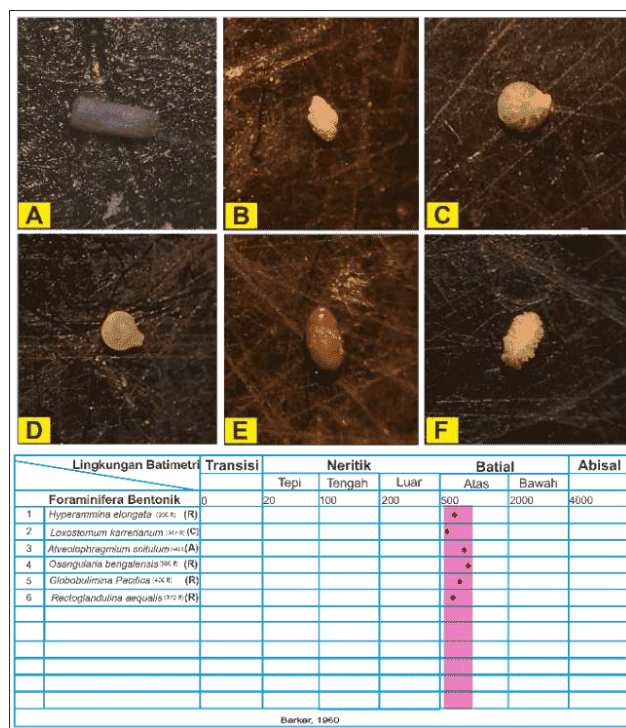 A
B
C
D
E
F
Lingkungan Batimetri Transisi Neritik Batial Abisal
Tepi Tengah Luar Atas Bawah
Foraminifera Bentonik 0 20 100 200 500 2000 4000
1 Hyperammina elongata (R)
2 Loxostomum karrerianum (C)
3 Alveolophragmium scitulum (A)
4 Osangularia bengalensis (R)
5 Globobulimina Pacifica (R)
6 Rectoglandulina aequalis (R)
Barker, 1960